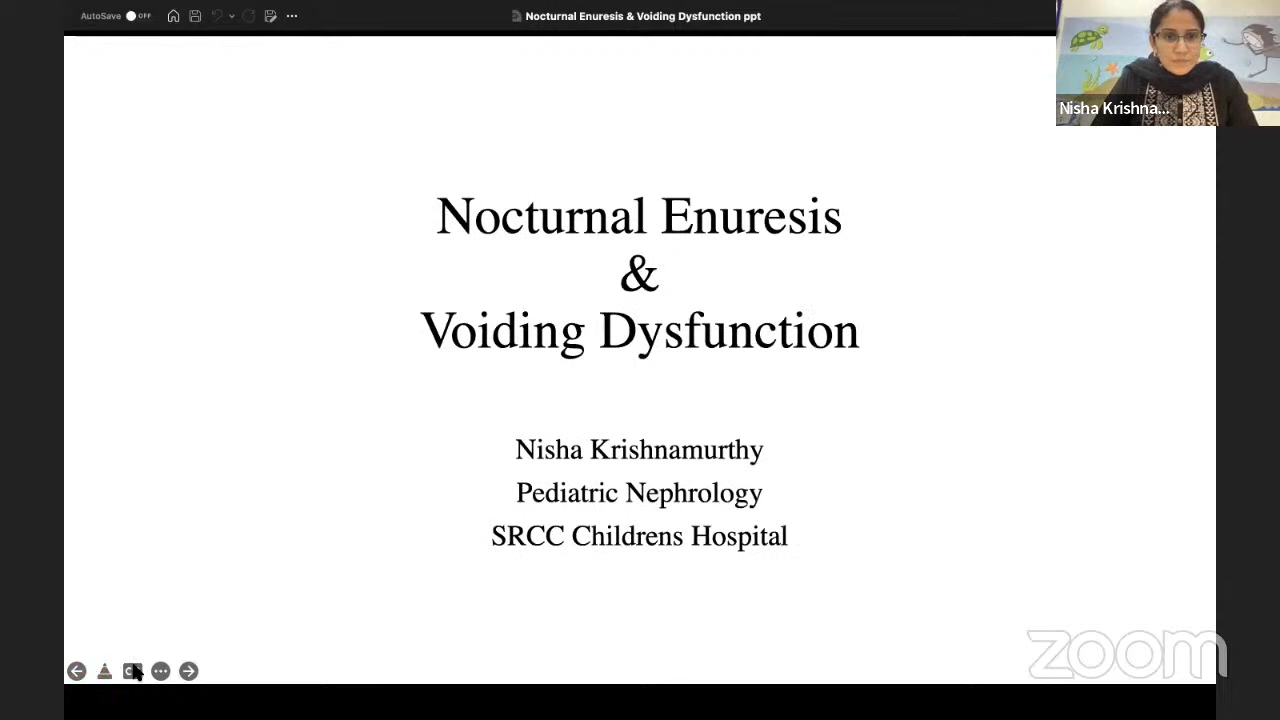 AutoSave OFF
Nocturnal Enuresis & Voiding Dysfunction ppt
Nisha Krishna...
Nocturnal Enuresis
&
Voiding Dysfunction
Nisha Krishnamurthy
Pediatric Nephrology
SRCC Childrens Hospital
zoom